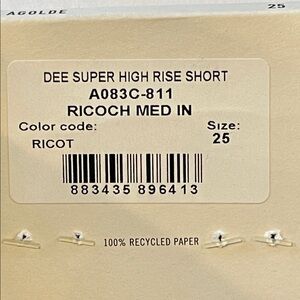 AGOLDE 25
DEE SUPER HIGH RISE SHORT
A083C-811
RICOCH MED IN
Color code: Size:
RICOT 25
883435 896413
100% RECYCLED PAPER